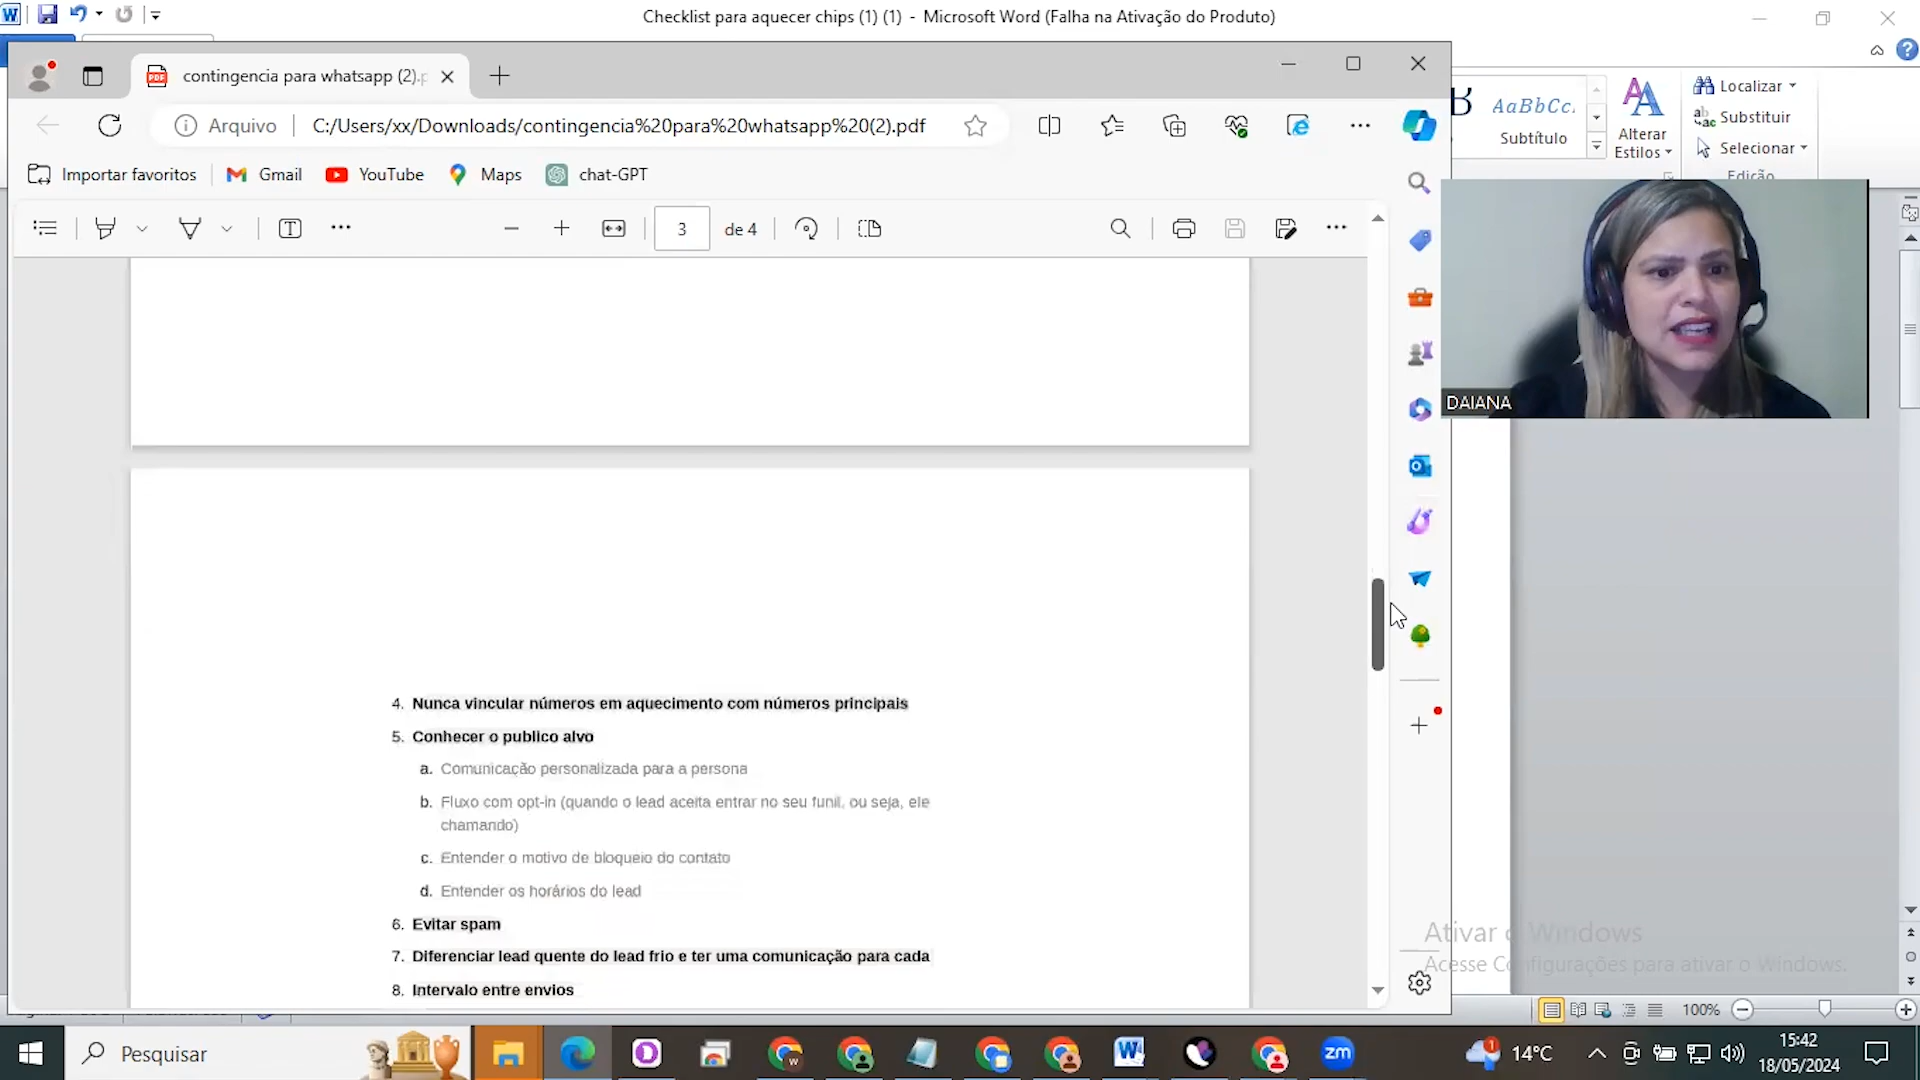 Checklist para aquecer chips (1) (1) - Microsoft Word (Falha na Ativação do Produto)
contingencia para whatsapp (2).p
Arquivo
C:/Users/xx/Downloads/contingencia%20para%20whatsapp%20(2).pdf
Importar favoritos
Gmail
YouTube
Maps
chat-GPT
3 de 4
AaBbCc.
Subtítulo
Alterar
Estilos
Localizar
Substituir
Selecionar
Edição
DAIANA
4. Nunca vincular números em aquecimento com números principais
5. Conhecer o publico alvo
a. Comunicação personalizada para a persona
b. Fluxo com opt-in (quando o lead aceita entrar no seu funil, ou seja, ele
chamando)
c. Entender o motivo de bloqueio do contato
d. Entender os horários do lead
6. Evitar spam
7. Diferenciar lead quente do lead frio e ter uma comunicação para cada
8. Intervalo entre envios
Ativar o Windows
Acesse Configurações para ativar o Windows.
100%
Pesquisar
zm
1
14°C
15:42
18/05/2024